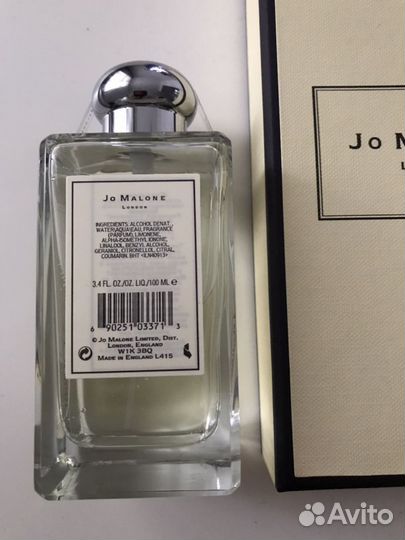 JO MALONE
LONDON
INGREDIENTS: ALCOHOL DENAT.,
WATER\AQUA\EAU, FRAGRANCE
(PARFUM), LIMONENE,
ALPHA-ISOMETHYL IONONE,
LINALOOL, BENZYL ALCOHOL,
GERANIOL, CITRONELLOL, CITRAL,
COUMARIN, BHT <ILN40913>
3.4 FL. OZ./OZ. LIQ./100 ML ℮
6 90251 03371 3
© JO MALONE LIMITED, DIST.
LONDON, ENGLAND
W1K 3BQ
MADE IN ENGLAND L415
JO M
L
Avito